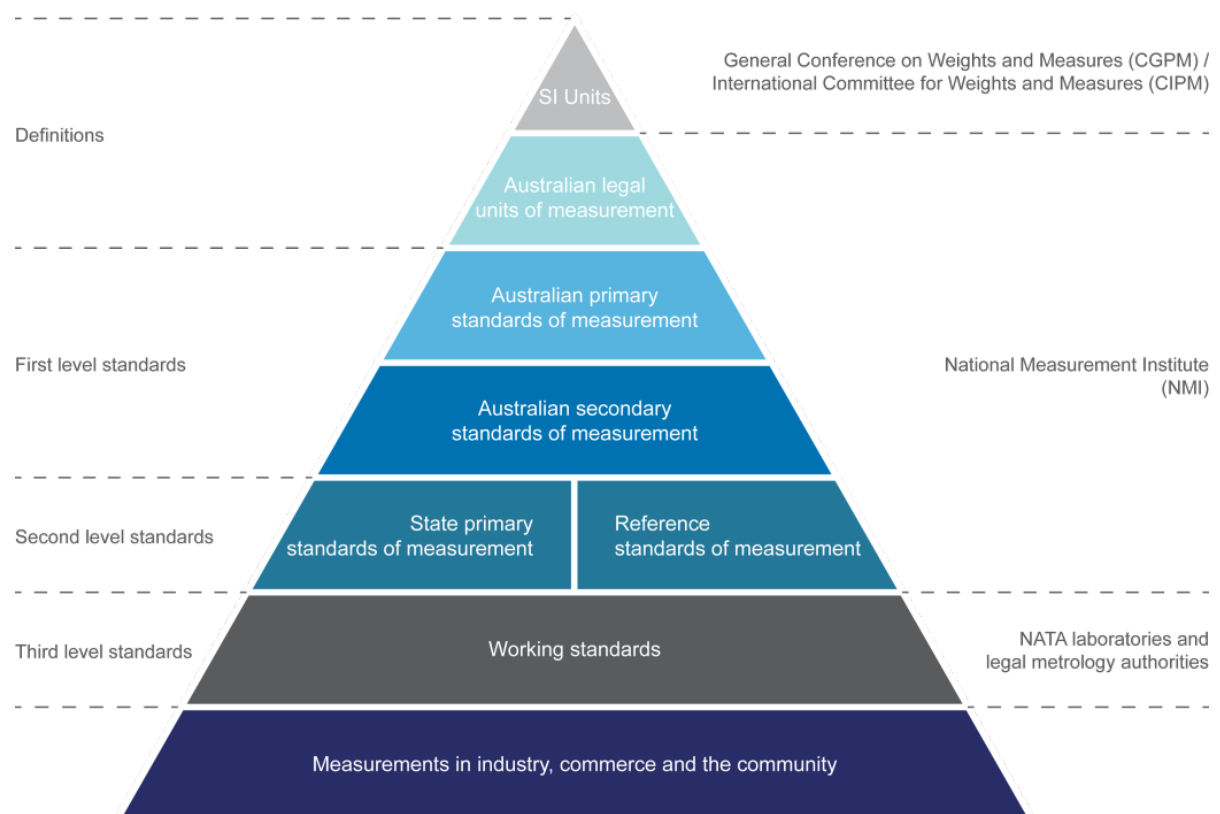 General Conference on Weights and Measures (CGPM) /
International Committee for Weights and Measures (CIPM)
SI Units
Definitions
Australian legal
units of measurement
Australian primary
standards of measurement
First level standards
National Measurement Institute
(NMI)
Australian secondary
standards of measurement
Second level standards
State primary
standards of measurement
Reference
standards of measurement
Third level standards
Working standards
NATA laboratories and
legal metrology authorities
Measurements in industry, commerce and the community